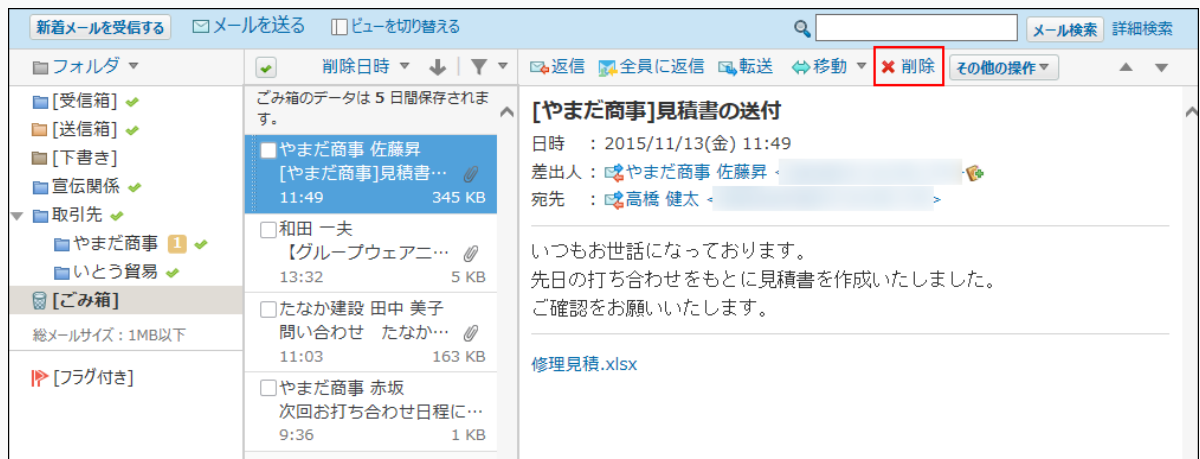 新着メールを受信する メールを送る ビューを切り替える メール検索 詳細検索
フォルダ
[受信箱]
[送信箱]
[下書き]
宣伝関係
取引先
やまだ商事 1
いとう貿易
[ごみ箱]
総メールサイズ：1MB以下
[フラグ付き]
削除日時
ごみ箱のデータは 5 日間保存されま
す。
やまだ商事 佐藤昇
[やまだ商事]見積書…
11:49 345 KB
和田 一夫
【グループウェアニ…
13:32 5 KB
たなか建設 田中 美子
問い合わせ たなか…
11:03 163 KB
やまだ商事 赤坂
次回お打ち合わせ日程に…
9:36 1 KB
返信 全員に返信 転送 移動 削除 その他の操作
[やまだ商事]見積書の送付
日時 ：2015/11/13(金) 11:49
差出人：やまだ商事 佐藤昇 <
宛先 ：高橋 健太 < >
いつもお世話になっております。
先日の打ち合わせをもとに見積書を作成いたしました。
ご確認をお願いいたします。
修理見積.xlsx